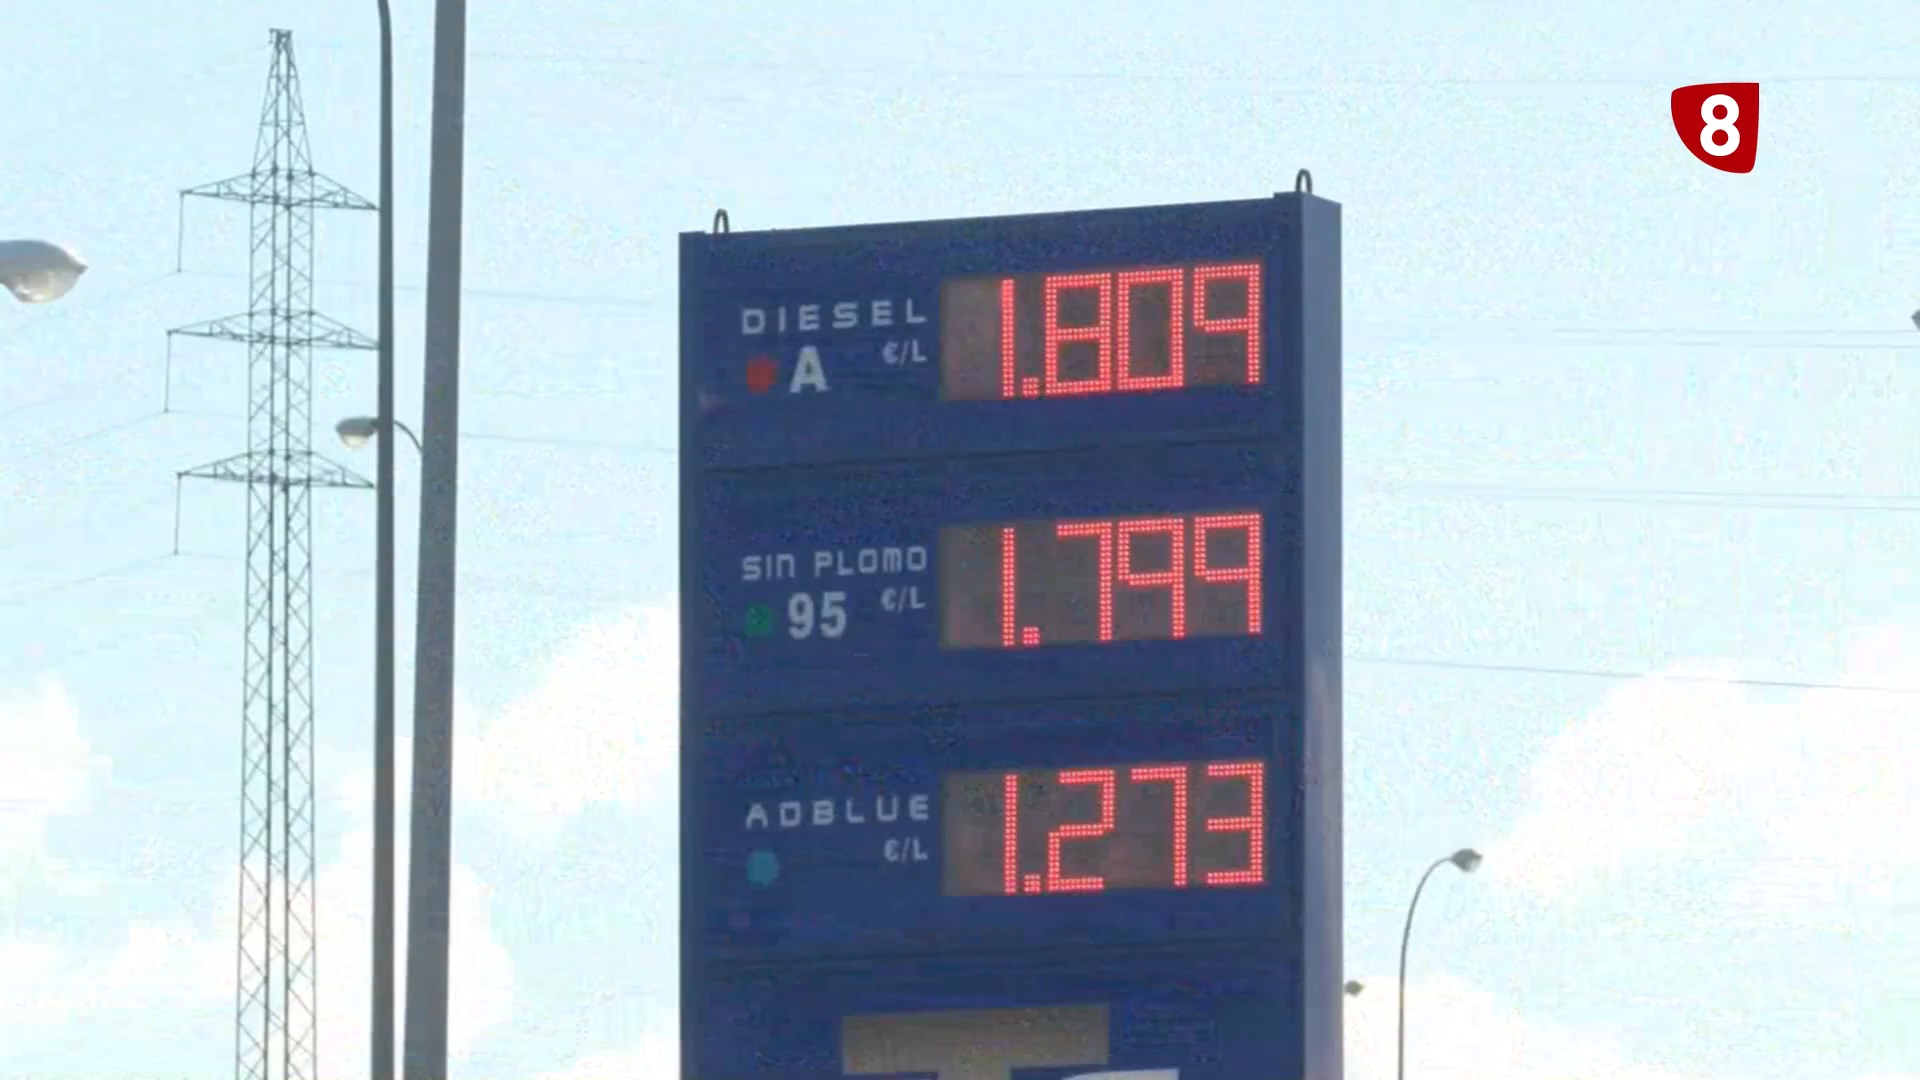 8
DIESEL
A €/L
1.809
SIN PLOMO
95 €/L
1.799
ADBLUE
€/L
1.273